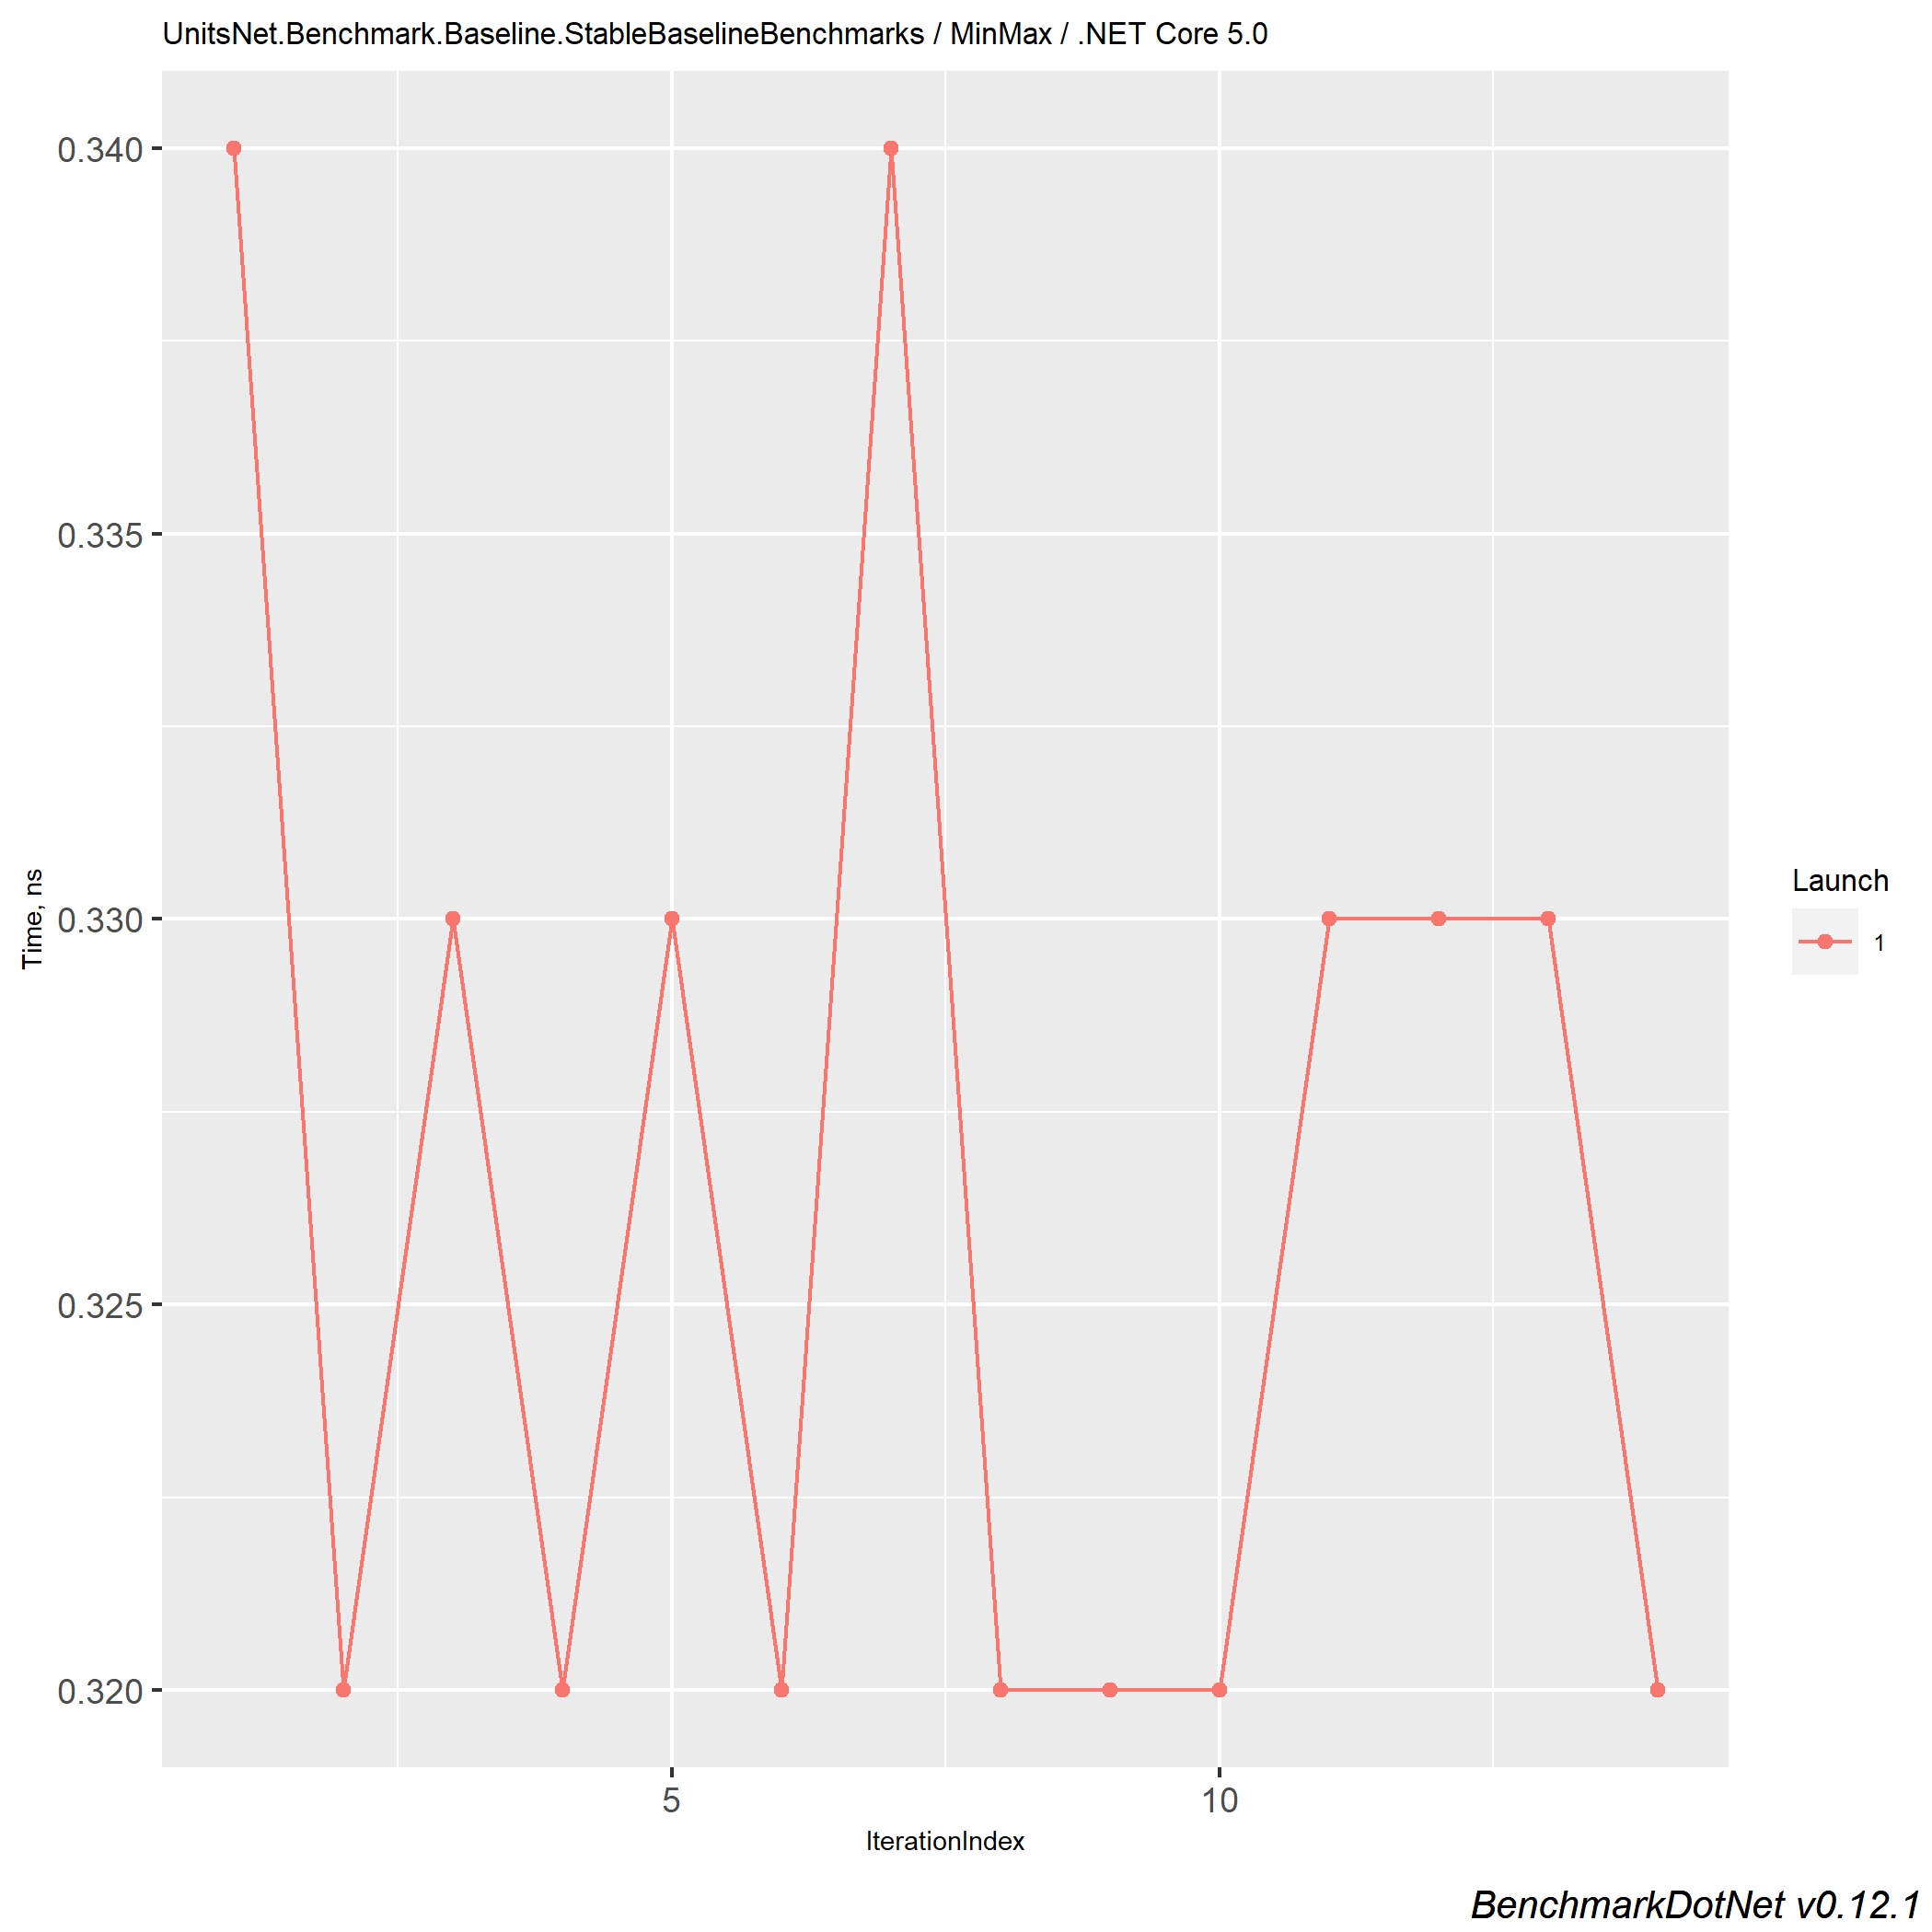 UnitsNet.Benchmark.Baseline.StableBaselineBenchmarks / MinMax / .NET Core 5.0
0.340
0.335
0.330
0.325
0.320
Time, ns
5
10
IterationIndex
Launch
1
BenchmarkDotNet v0.12.1